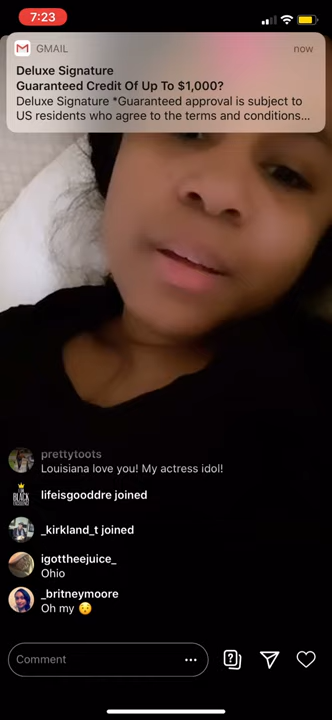 7:23
GMAIL
now
Deluxe Signature
Guaranteed Credit Of Up To $1,000?
Deluxe Signature *Guaranteed approval is subject to
US residents who agree to the terms and conditions...
prettytoots
Louisiana love you! My actress idol!
lifeisgooddre joined
_kirkland_t joined
igottheejuice_
Ohio
_britneymoore
Oh my 😧
Comment